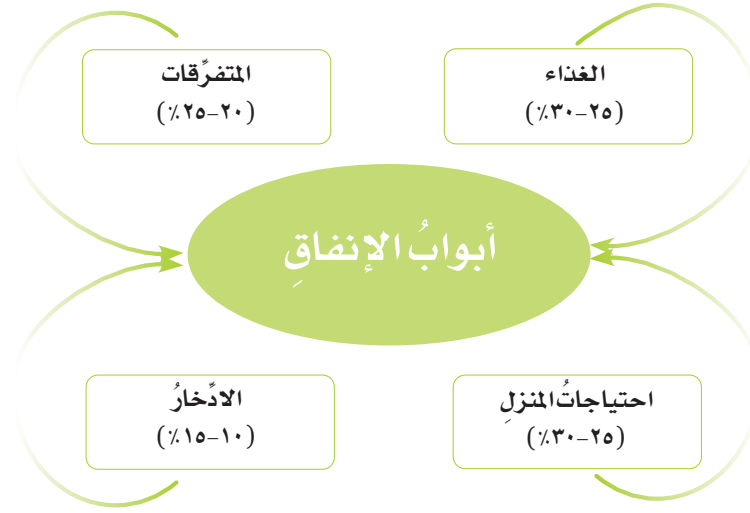 الغذاء
(٢٥-٣٠٪)
المتفرِّقات
(٢٠-٢٥٪)
أبوابُ الإنفاقِ
احتياجاتُ المنزلِ
(٢٥-٣٠٪)
الادِّخارُ
(١٠-١٥٪)